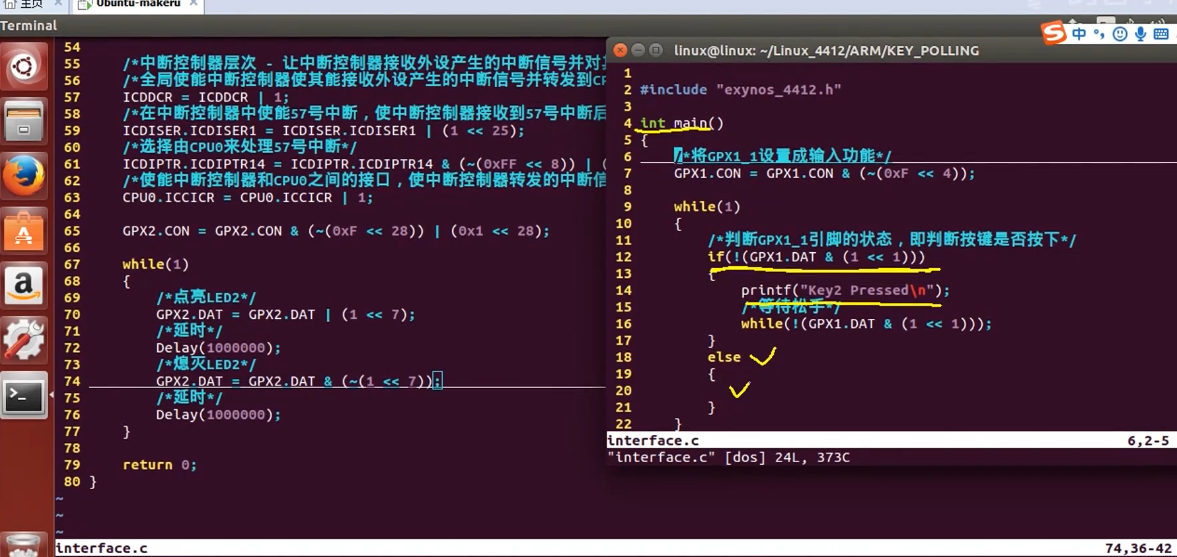 主页
Ubuntu-makeru
Terminal
54
55 /*中断控制器层次 - 让中断控制器接收外设产生的中断信号并对其
56 /*全局使能中断控制器使其能接收外设产生的中断信号并转发到CP
57 ICDDCR = ICDDCR | 1;
58 /*在中断控制器中使能57号中断，使中断控制器接收到57号中断后
59 ICDISER.ICDISER1 = ICDISER.ICDISER1 | (1 << 25);
60 /*选择由CPU0来处理57号中断*/
61 ICDIPTR.ICDIPTR14 = ICDIPTR.ICDIPTR14 & (~(0xFF << 8)) | (
62 /*使能中断控制器和CPU0之间的接口，使中断控制器转发的中断信
63 CPU0.ICCICR = CPU0.ICCICR | 1;
64
65 GPX2.CON = GPX2.CON & (~(0xF << 28)) | (0x1 << 28);
66
67 while(1)
68 {
69 /*点亮LED2*/
70 GPX2.DAT = GPX2.DAT | (1 << 7);
71 /*延时*/
72 Delay(1000000);
73 /*熄灭LED2*/
74 GPX2.DAT = GPX2.DAT & (~(1 << 7));
75 /*延时*/
76 Delay(1000000);
77 }
78
79 return 0;
80 }
~
~
~
interface.c 74,36-42
中
linux@linux: ~/Linux_4412/ARM/KEY_POLLING
1
2 #include "exynos_4412.h"
3
4 int main()
5 {
6 /*将GPX1_1设置成输入功能*/
7 GPX1.CON = GPX1.CON & (~(0xF << 4));
8
9 while(1)
10 {
11 /*判断GPX1_1引脚的状态，即判断按键是否按下*/
12 if(!(GPX1.DAT & (1 << 1)))
13 {
14 printf("Key2 Pressed\n");
15 /*等待松手*/
16 while(!(GPX1.DAT & (1 << 1)));
17 }
18 else
19 {
20
21 }
22 }
interface.c 6,2-5
"interface.c" [dos] 24L, 373C